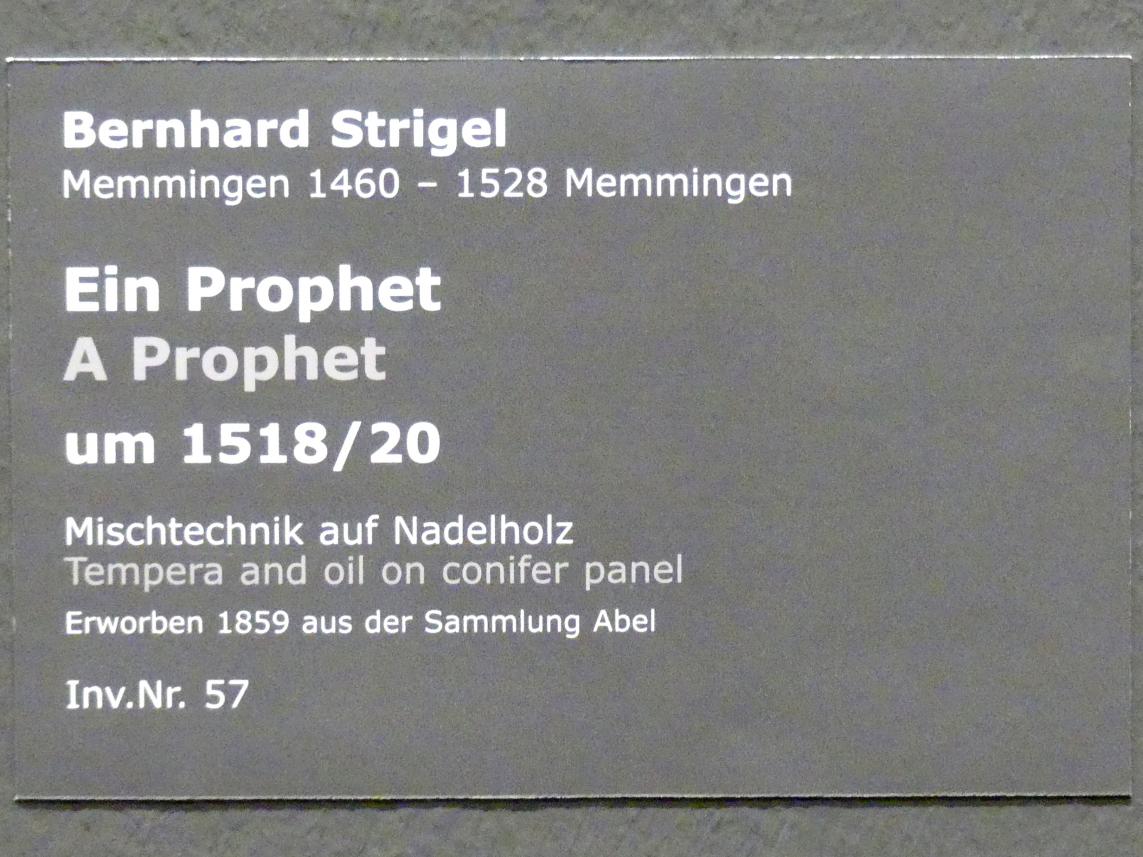 Bernhard Strigel
Memmingen 1460 – 1528 Memmingen
Ein Prophet
A Prophet
um 1518/20
Mischtechnik auf Nadelholz
Tempera and oil on conifer panel
Erworben 1859 aus der Sammlung Abel
Inv.Nr. 57